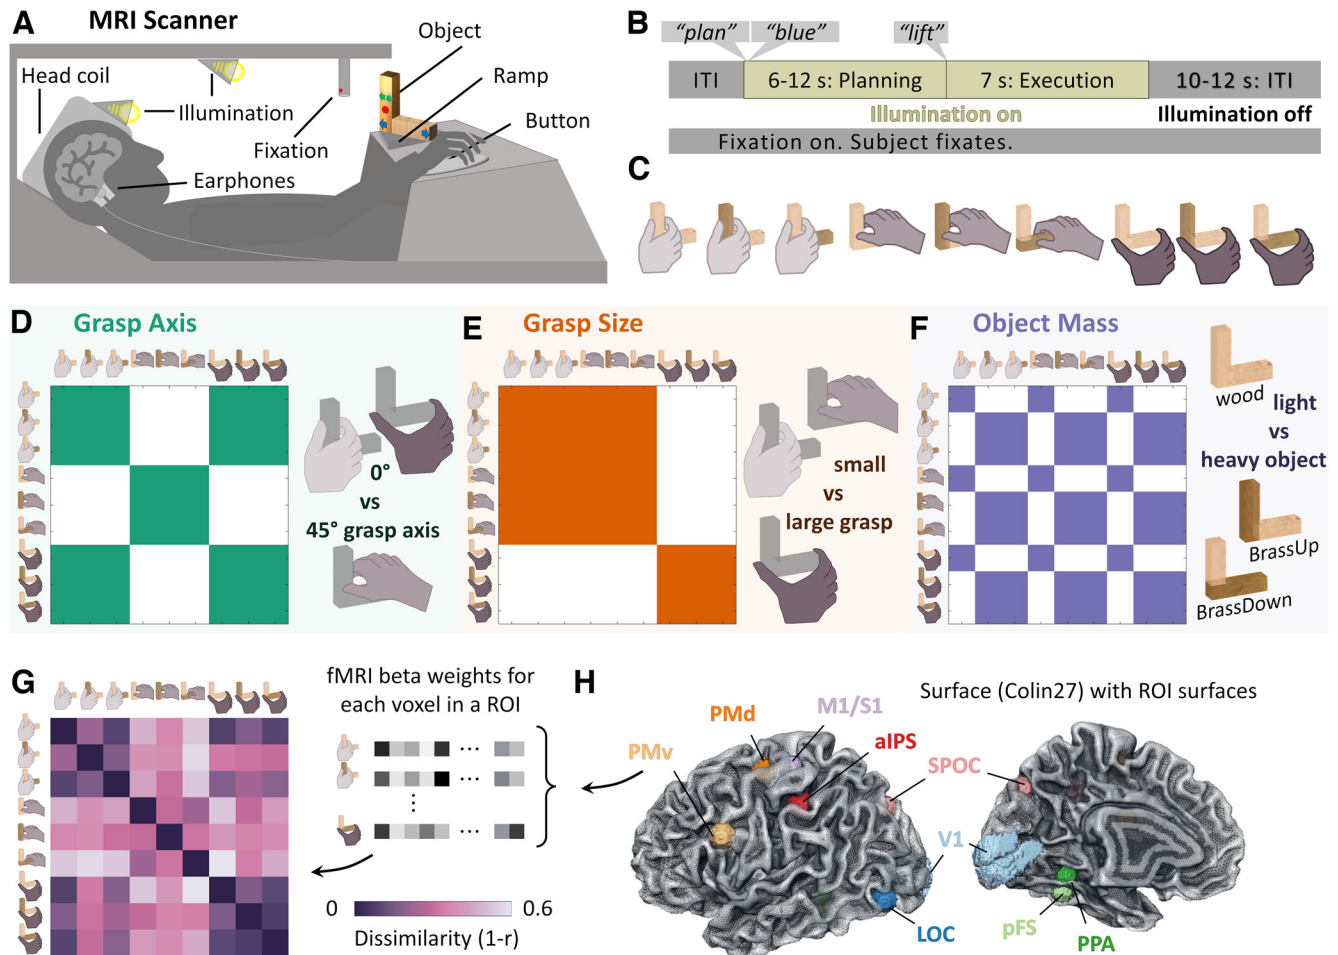 A
MRI Scanner
Head coil
Illumination
Fixation
Earphones
Object
Ramp
Button
B
“plan”
“blue”
“lift”
ITI
6-12 s: Planning
7 s: Execution
10-12 s: ITI
Illumination on
Illumination off
Fixation on. Subject fixates.
C
D
Grasp Axis
0°
vs
45° grasp axis
E
Grasp Size
small
vs
large grasp
F
Object Mass
wood
light
vs
heavy object
BrassUp
BrassDown
G
fMRI beta weights for
each voxel in a ROI
0
0.6
Dissimilarity (1-r)
H
Surface (Colin27) with ROI surfaces
PMd
M1/S1
PMv
aIPS
SPOC
V1
LOC
pFS
PPA